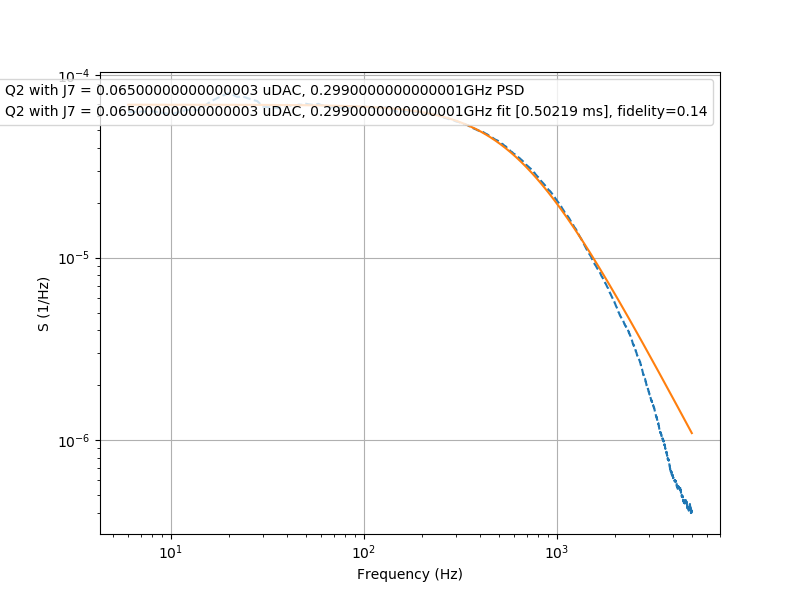 10⁻⁴
Q2 with J7 = 0.06500000000000003 uDAC, 0.2990000000000001GHz PSD
Q2 with J7 = 0.06500000000000003 uDAC, 0.2990000000000001GHz fit [0.50219 ms], fidelity=0.14
10⁻⁵
S (1/Hz)
10⁻⁶
10¹ 10² 10³
Frequency (Hz)